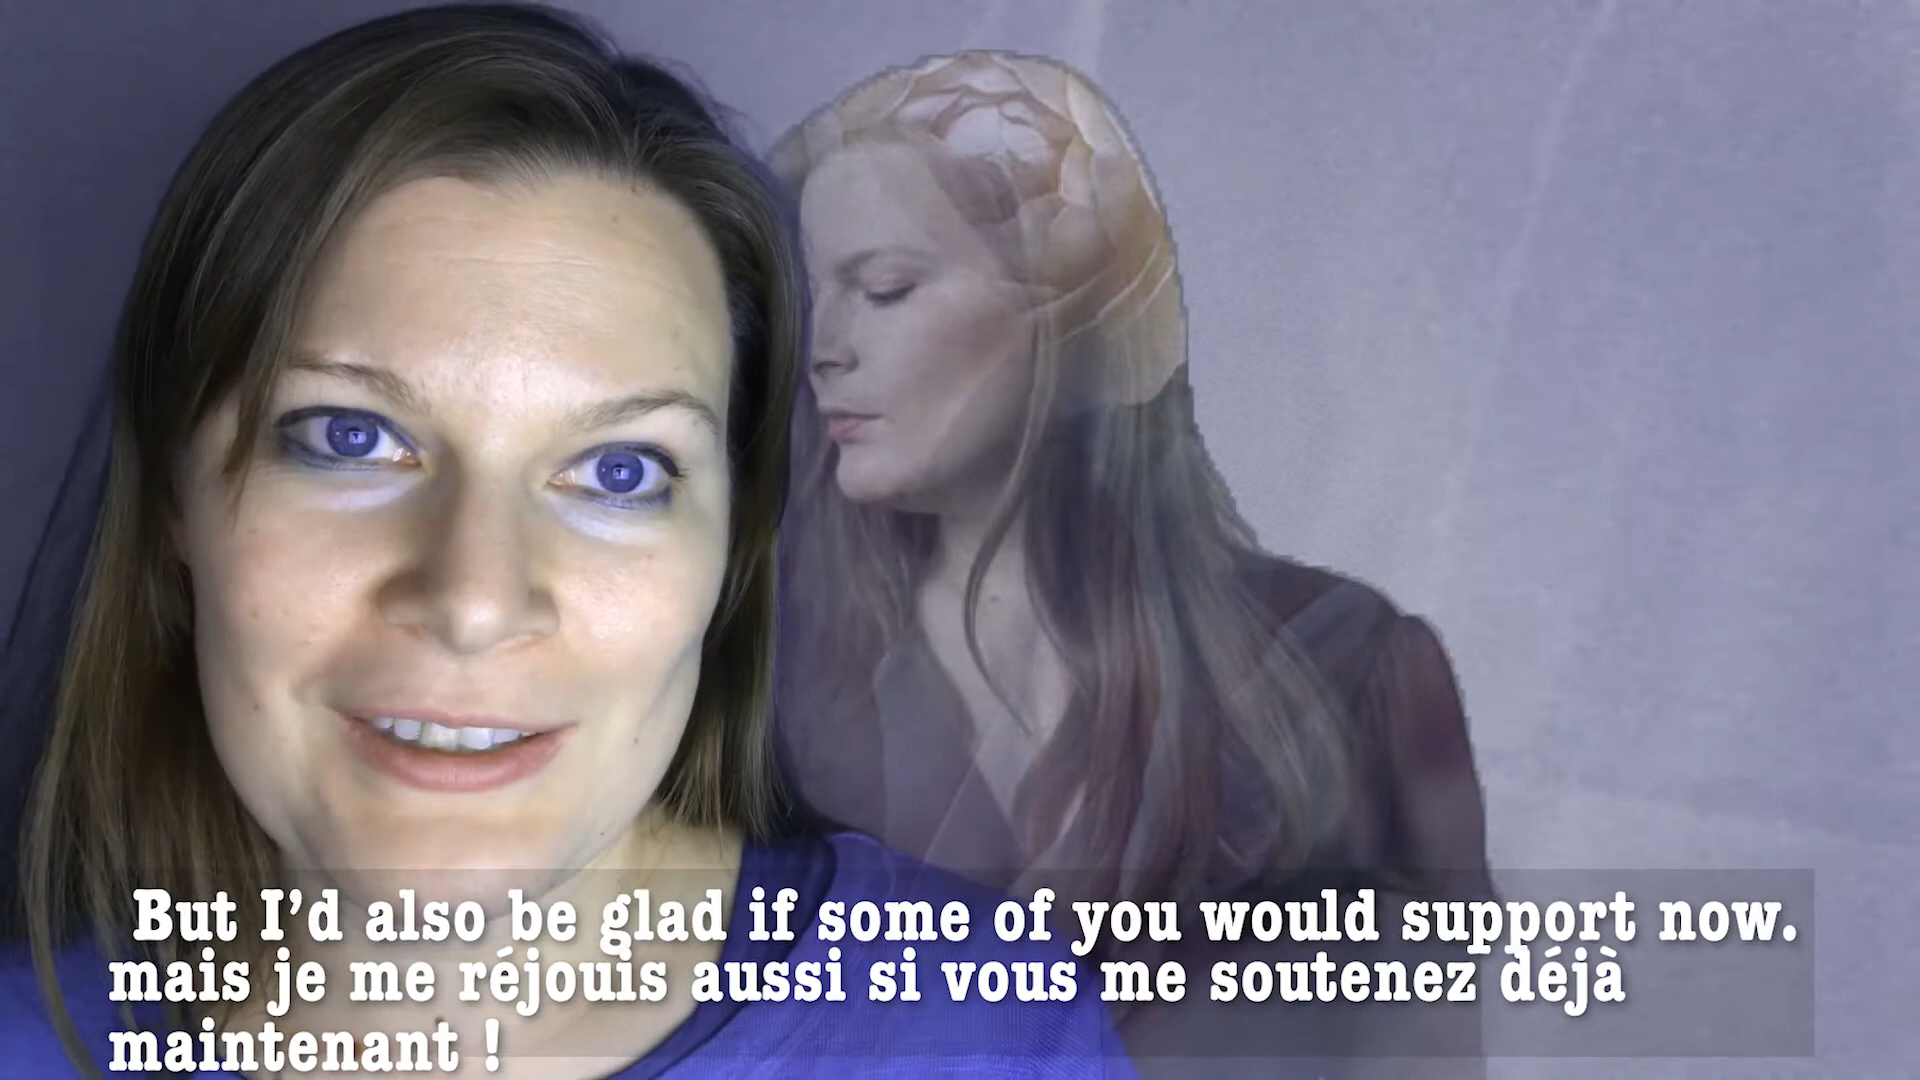 But I'd also be glad if some of you would support now.
mais je me réjouis aussi si vous me soutenez déjà
maintenant !